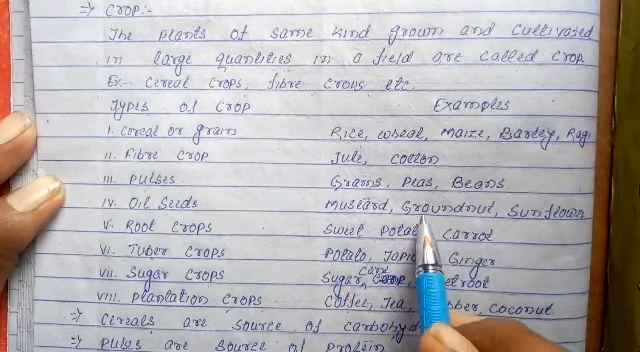 ⇒ Crop:-
The plants of same kind grown and cultivated
in large quantities in a field are called crop.
Ex:- cereal crops, fibre crops etc.
Types of crop Examples
i. cereal or grain Rice, wheat, Maize, Barley, Ragi
ii. Fibre crop Jute, cotton
iii. Pulses Grams, Peas, Beans
iv. Oil Seeds Mustard, Groundnut, Sunflower
v. Root crops Sweet Potato, Carrot
vi. Tuber crops Potato, Ginger
vii. Sugar crops Sugar cane,
viii. Plantation crops Coffee, Tea, Coconut
⇒ Cereals are source of
⇒ Pulses are source of protein